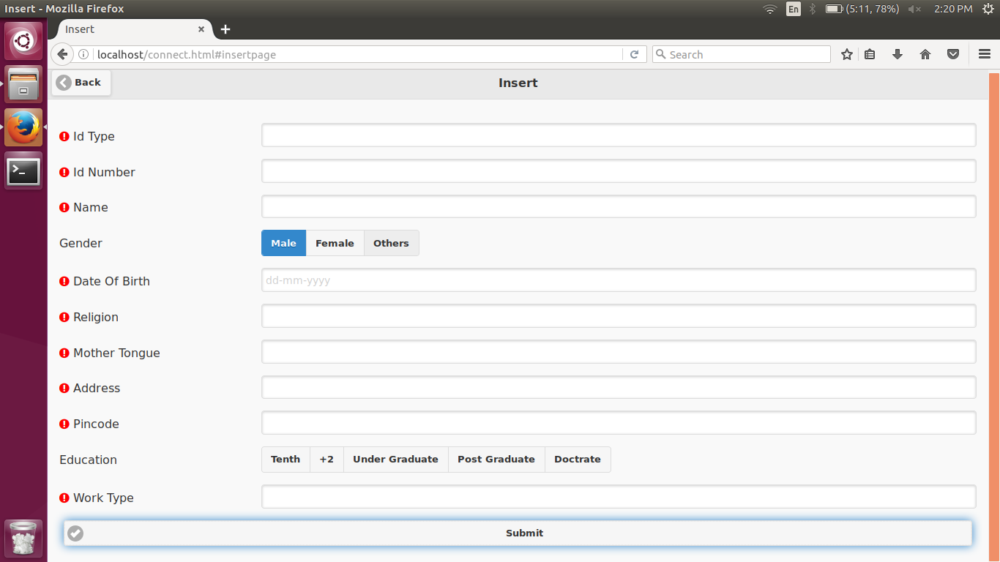 Insert - Mozilla Firefox
En (5:11, 78%) 2:20 PM
Insert
localhost/connect.html#insertpage
Search
Back
Insert
Id Type
Id Number
Name
Gender Male Female Others
Date Of Birth dd-mm-yyyy
Religion
Mother Tongue
Address
Pincode
Education Tenth +2 Under Graduate Post Graduate Doctrate
Work Type
Submit